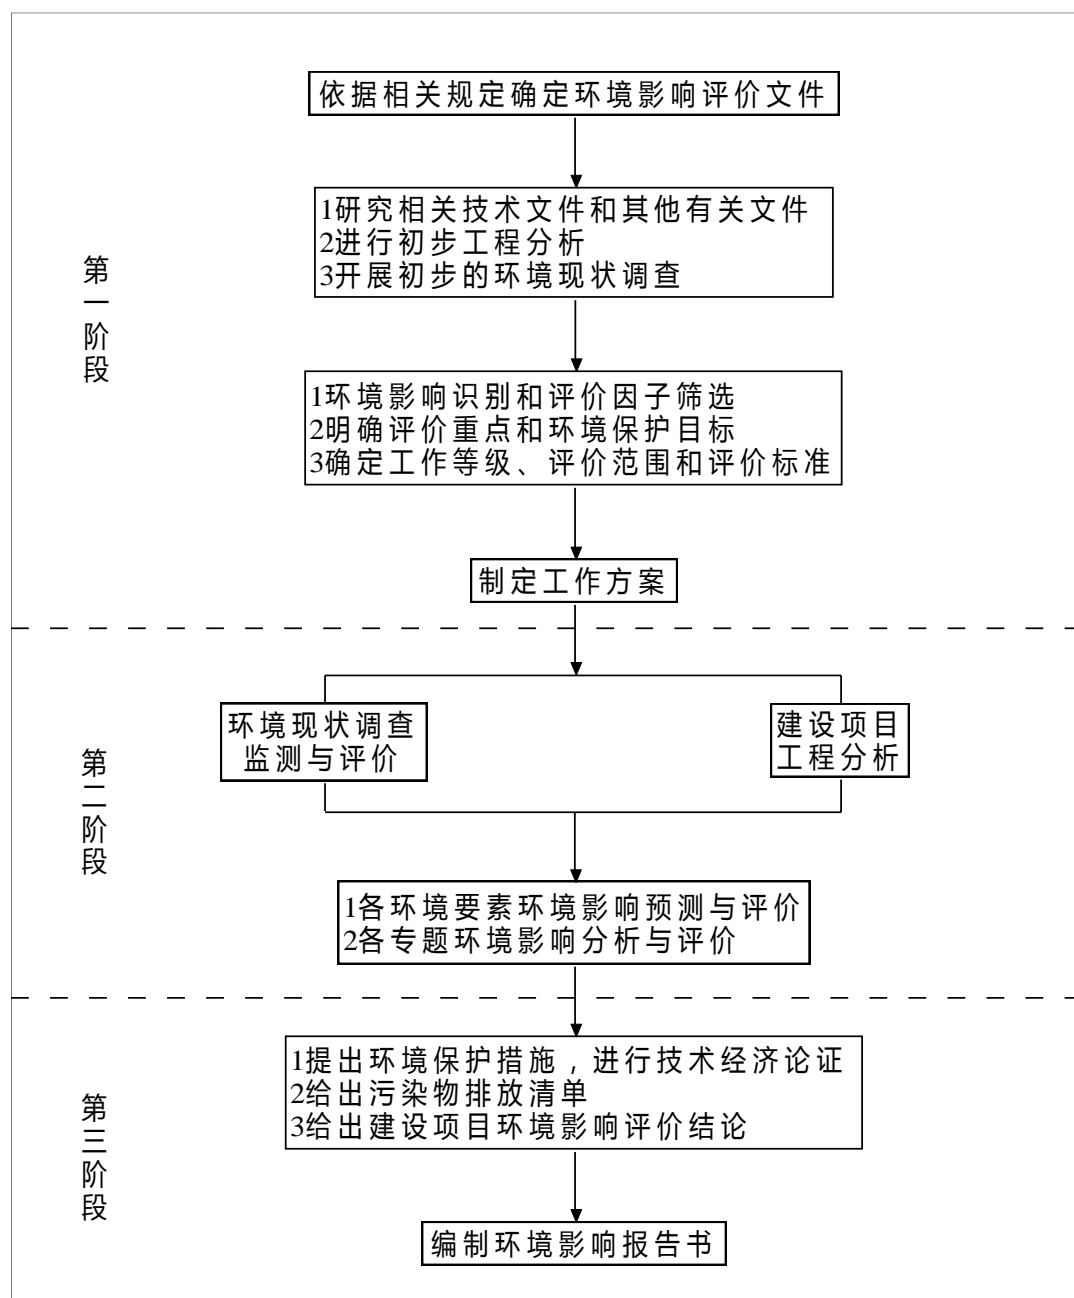 依据相关规定确定环境影响评价文件
第一阶段
1研究相关技术文件和其他有关文件
2进行初步工程分析
3开展初步的环境现状调查
1环境影响识别和评价因子筛选
2明确评价重点和环境保护目标
3确定工作等级、评价范围和评价标准
制定工作方案
第二阶段
环境现状调查
监测与评价
建设项目
工程分析
1各环境要素环境影响预测与评价
2各专题环境影响分析与评价
第三阶段
1提出环境保护措施，进行技术经济论证
2给出污染物排放清单
3给出建设项目环境影响评价结论
编制环境影响报告书